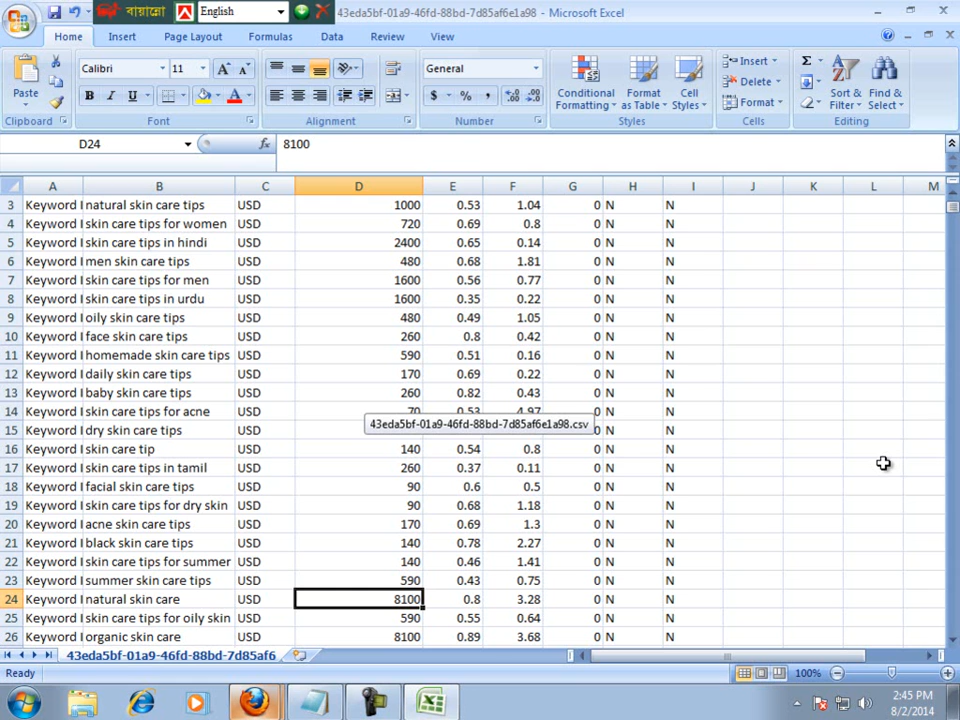 বায়ান্নো English 43eda5bf-01a9-46fd-88bd-7d85af6e1a98 - Microsoft Excel
Home Insert Page Layout Formulas Data Review View
Paste Calibri 11 General Conditional Formatting Format as Table Cell Styles Insert Delete Format Sort & Filter Find & Select
Clipboard Font Alignment Number Styles Cells Editing
D24 fx 8100
A B C D E F G H I J K L M
3 Keyword natural skin care tips USD 1000 0.53 1.04 0 N N
4 Keyword skin care tips for women USD 720 0.69 0.8 0 N N
5 Keyword skin care tips in hindi USD 2400 0.65 0.14 0 N N
6 Keyword men skin care tips USD 480 0.68 1.81 0 N N
7 Keyword skin care tips for men USD 1600 0.56 0.77 0 N N
8 Keyword skin care tips in urdu USD 1600 0.35 0.22 0 N N
9 Keyword oily skin care tips USD 480 0.49 1.05 0 N N
10 Keyword face skin care tips USD 260 0.8 0.42 0 N N
11 Keyword homemade skin care tips USD 590 0.51 0.16 0 N N
12 Keyword daily skin care tips USD 170 0.69 0.22 0 N N
13 Keyword baby skin care tips USD 260 0.82 0.43 0 N N
14 Keyword skin care tips for acne USD 70 0.53 4.97 0 N N
43eda5bf-01a9-46fd-88bd-7d85af6e1a98.csv
15 Keyword dry skin care tips USD 0 N N
16 Keyword skin care tip USD 140 0.54 0.8 0 N N
17 Keyword skin care tips in tamil USD 260 0.37 0.11 0 N N
18 Keyword facial skin care tips USD 90 0.6 0.5 0 N N
19 Keyword skin care tips for dry skin USD 90 0.68 1.18 0 N N
20 Keyword acne skin care tips USD 170 0.69 1.3 0 N N
21 Keyword black skin care tips USD 140 0.78 2.27 0 N N
22 Keyword skin care tips for summer USD 140 0.46 1.41 0 N N
23 Keyword summer skin care tips USD 590 0.43 0.75 0 N N
24 Keyword natural skin care USD 8100 0.8 3.28 0 N N
25 Keyword skin care tips for oily skin USD 590 0.55 0.64 0 N N
26 Keyword organic skin care USD 8100 0.89 3.68 0 N N
43eda5bf-01a9-46fd-88bd-7d85af6
Ready 100%
2:45 PM
8/2/2014